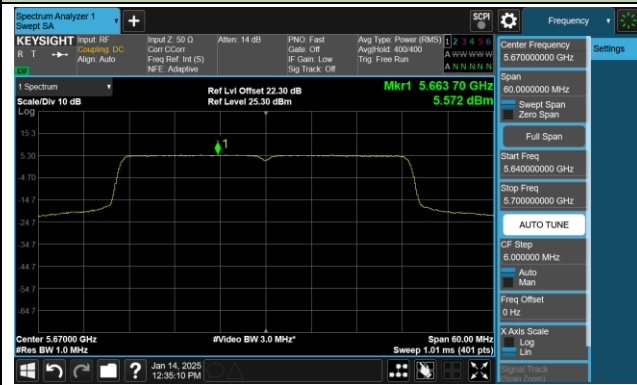 Spectrum Analyzer 1
Swept SA
SCPI
Frequency
KEYSIGHT
R T
LU
Input: RF
Coupling: DC
Align: Auto
Input Z: 50 Ω
Corr CCorr
Freq Ref: Int (S)
NFE: Adaptive
Atten: 14 dB
PNO: Fast
Gate: Off
IF Gain: Low
Sig Track: Off
Avg Type: Power (RMS)
Avg|Hold: 400/400
Trig: Free Run
1 2 3 4 5 6
A W W W W W
A N N N N N
1 Spectrum
Scale/Div 10 dB
Log
Ref Lvl Offset 22.30 dB
Ref Level 25.30 dBm
Mkr1 5.663 70 GHz
5.572 dBm
1
15.3
5.30
-4.70
-14.7
-24.7
-34.7
-44.7
-54.7
-64.7
Center 5.67000 GHz
#Res BW 1.0 MHz
#Video BW 3.0 MHz*
Span 60.00 MHz
Sweep 1.01 ms (401 pts)
Center Frequency
5.670000000 GHz
Settings
Span
60.0000000 MHz
Swept Span
Zero Span
Full Span
Start Freq
5.640000000 GHz
Stop Freq
5.700000000 GHz
AUTO TUNE
CF Step
6.000000 MHz
Auto
Man
Freq Offset
0 Hz
X Axis Scale
Log
Lin
Signal Track
(Span Zoom)
?
Jan 14, 2025
12:35:10 PM